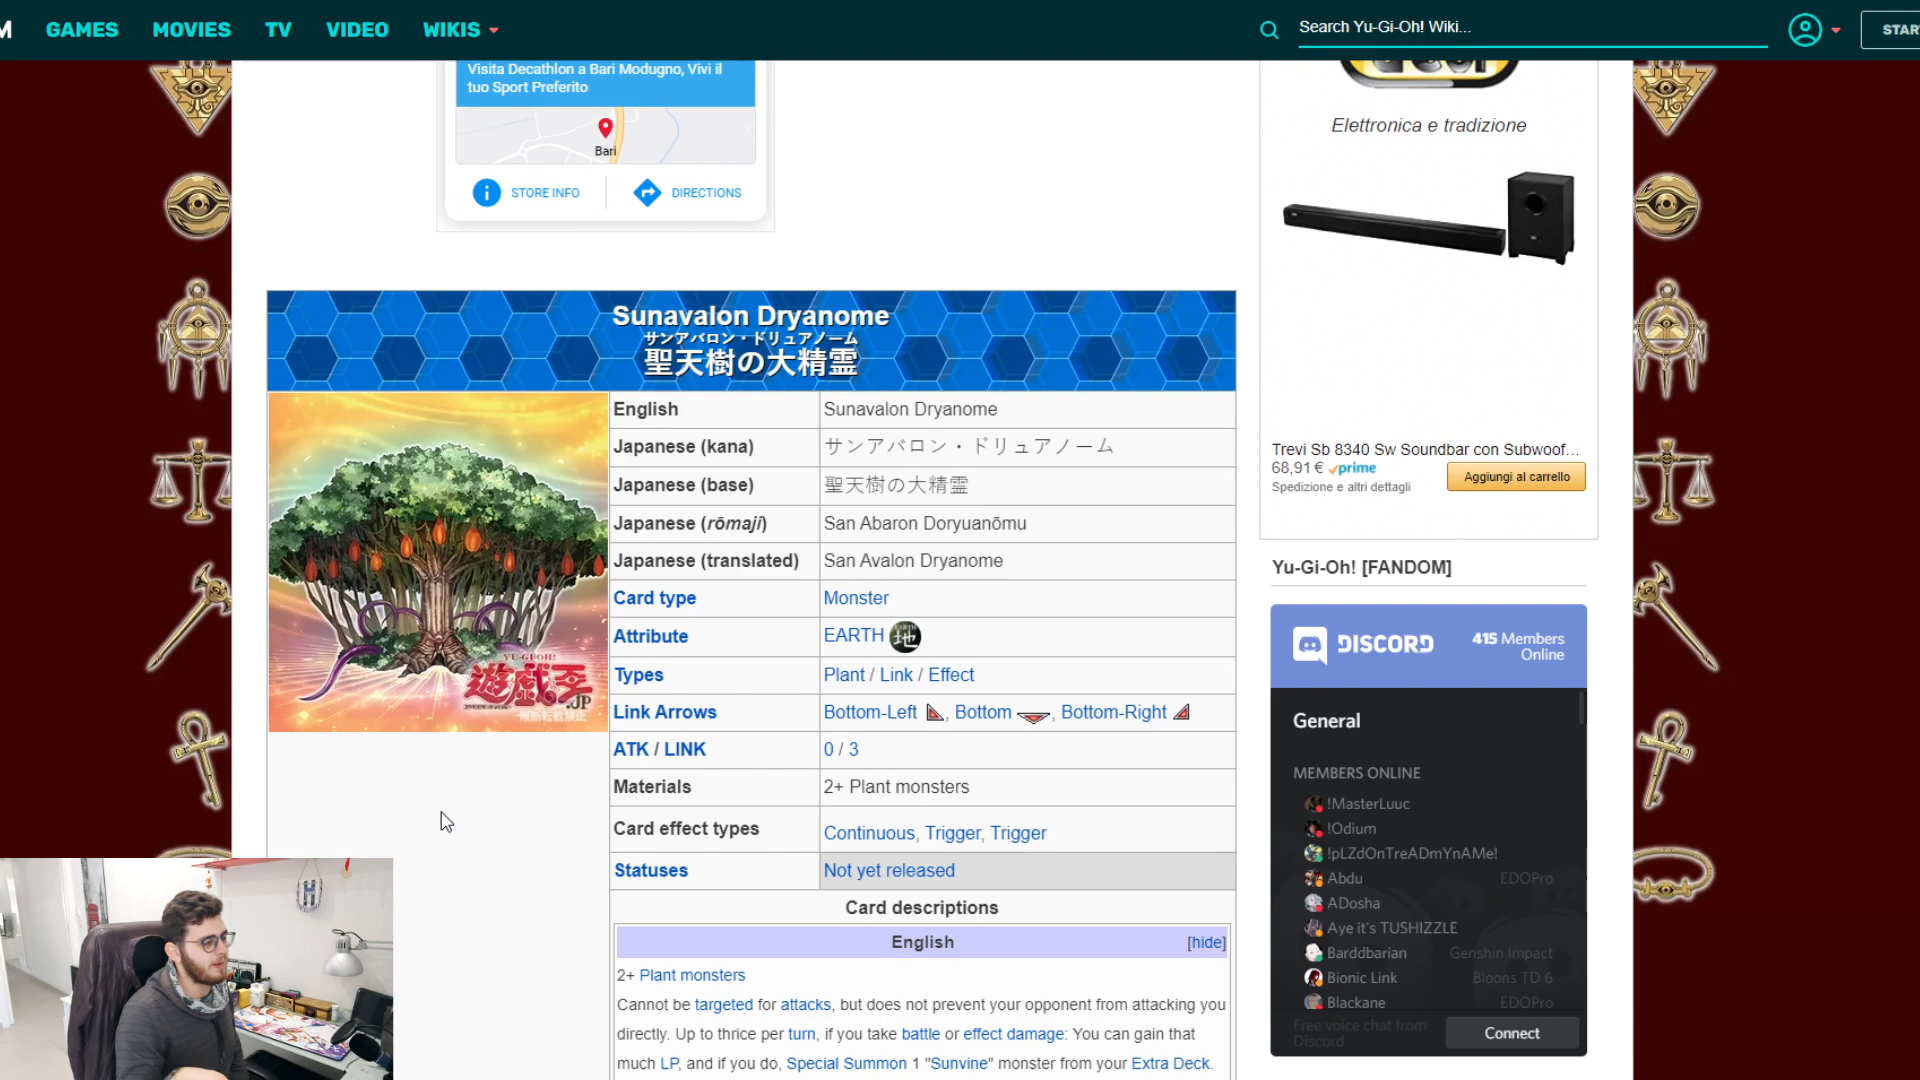 M GAMES MOVIES TV VIDEO WIKIS
Search Yu-Gi-Oh! Wiki...
STAR
Visita Decathlon a Bari Modugno, Vivi il
tuo Sport Preferito
Bari
STORE INFO DIRECTIONS
Sunavalon Dryanome
サンアバロン・ドリュアノーム
聖天樹の大精霊
遊戯王
YU-GI-OH!
.JP
English Sunavalon Dryanome
Japanese (kana) サンアバロン・ドリュアノーム
Japanese (base) 聖天樹の大精霊
Japanese (rōmaji) San Abaron Doryuanōmu
Japanese (translated) San Avalon Dryanome
Card type Monster
Attribute EARTH 地
Types Plant / Link / Effect
Link Arrows Bottom-Left , Bottom , Bottom-Right
ATK / LINK 0 / 3
Materials 2+ Plant monsters
Card effect types Continuous, Trigger, Trigger
Statuses Not yet released
Card descriptions
English [hide]
2+ Plant monsters
Cannot be targeted for attacks, but does not prevent your opponent from attacking you
directly. Up to thrice per turn, if you take battle or effect damage: You can gain that
much LP, and if you do, Special Summon 1 "Sunvine" monster from your Extra Deck.
Elettronica e tradizione
Trevi Sb 8340 Sw Soundbar con Subwoof...
68,91 € prime
Spedizione e altri dettagli
Aggiungi al carrello
Yu-Gi-Oh! [FANDOM]
DISCORD
415 Members
Online
General
MEMBERS ONLINE
!MasterLuuc
!Odium
!pLZdOnTreADmYnAMe!
Abdu EDOPro
ADosha
Aye it's TUSHIZZLE
Barddbarian Genshin Impact
Bionic Link Bloons TD 6
Blackane EDOPro
Free voice chat from
Discord
Connect